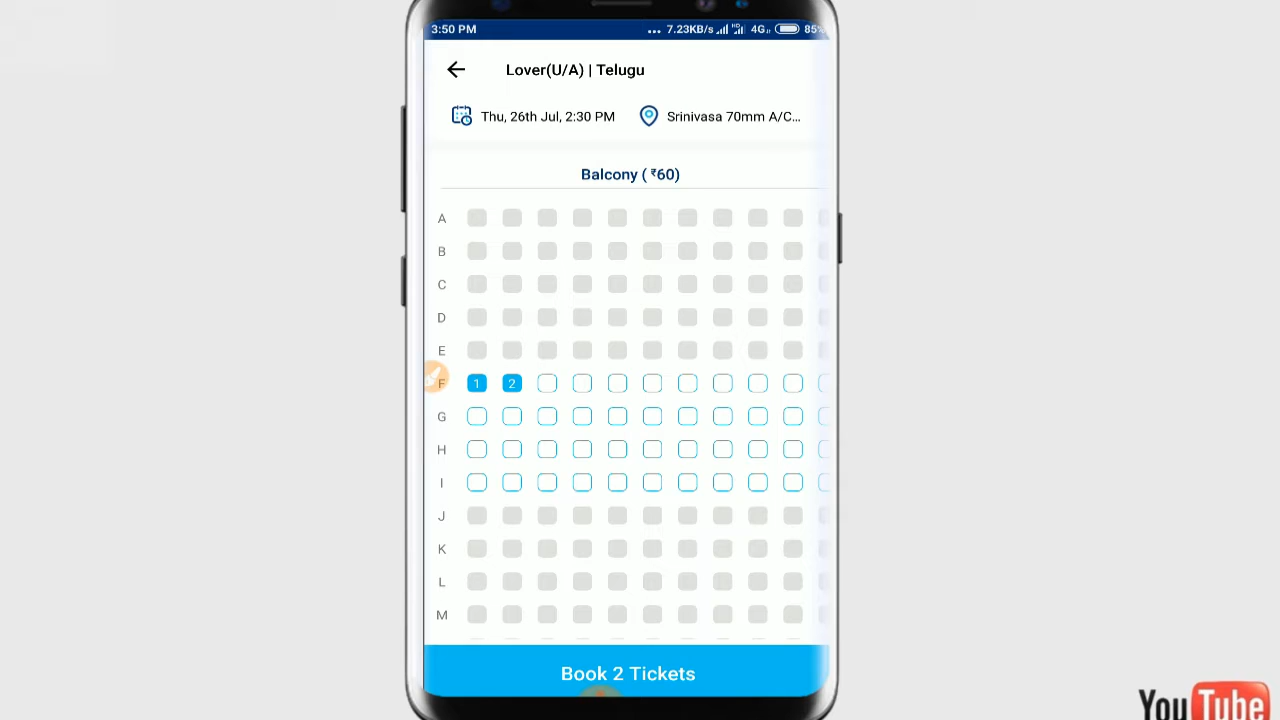 3:50 PM ... 7.23KB/s HD 4G 85%
Lover(U/A) | Telugu
Thu, 26th Jul, 2:30 PM Srinivasa 70mm A/C...
Balcony ( ₹60)
A
B
C
D
E
F 1 2
G
H
I
J
K
L
M
Book 2 Tickets
YouTube